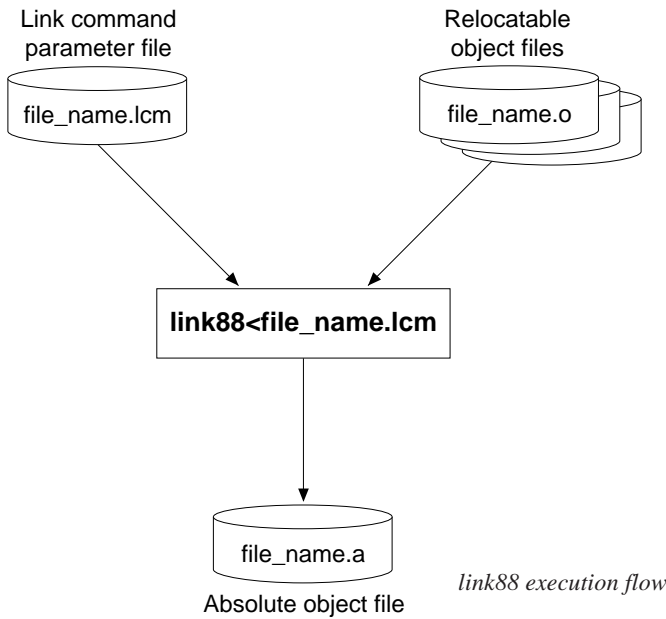 Link command
parameter file
file_name.lcm
Relocatable
object files
file_name.o
link88<file_name.lcm
file_name.a
Absolute object file
link88 execution flow